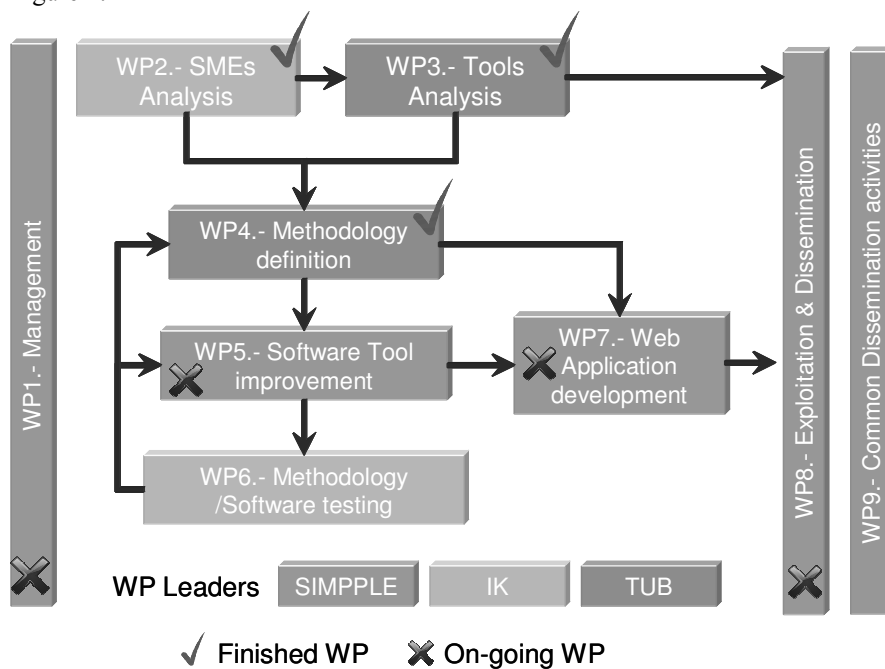 WP2.- SMEs
Analysis
WP3.- Tools
Analysis
WP1.- Management
WP4.- Methodology
definition
WP5.- Software Tool
improvement
WP7.- Web
Application
development
WP6.- Methodology
/Software testing
WP8.- Exploitation & Dissemination
WP9.- Common Dissemination activities
WP Leaders
SIMPPLE
IK
TUB
Finished WP
On-going WP